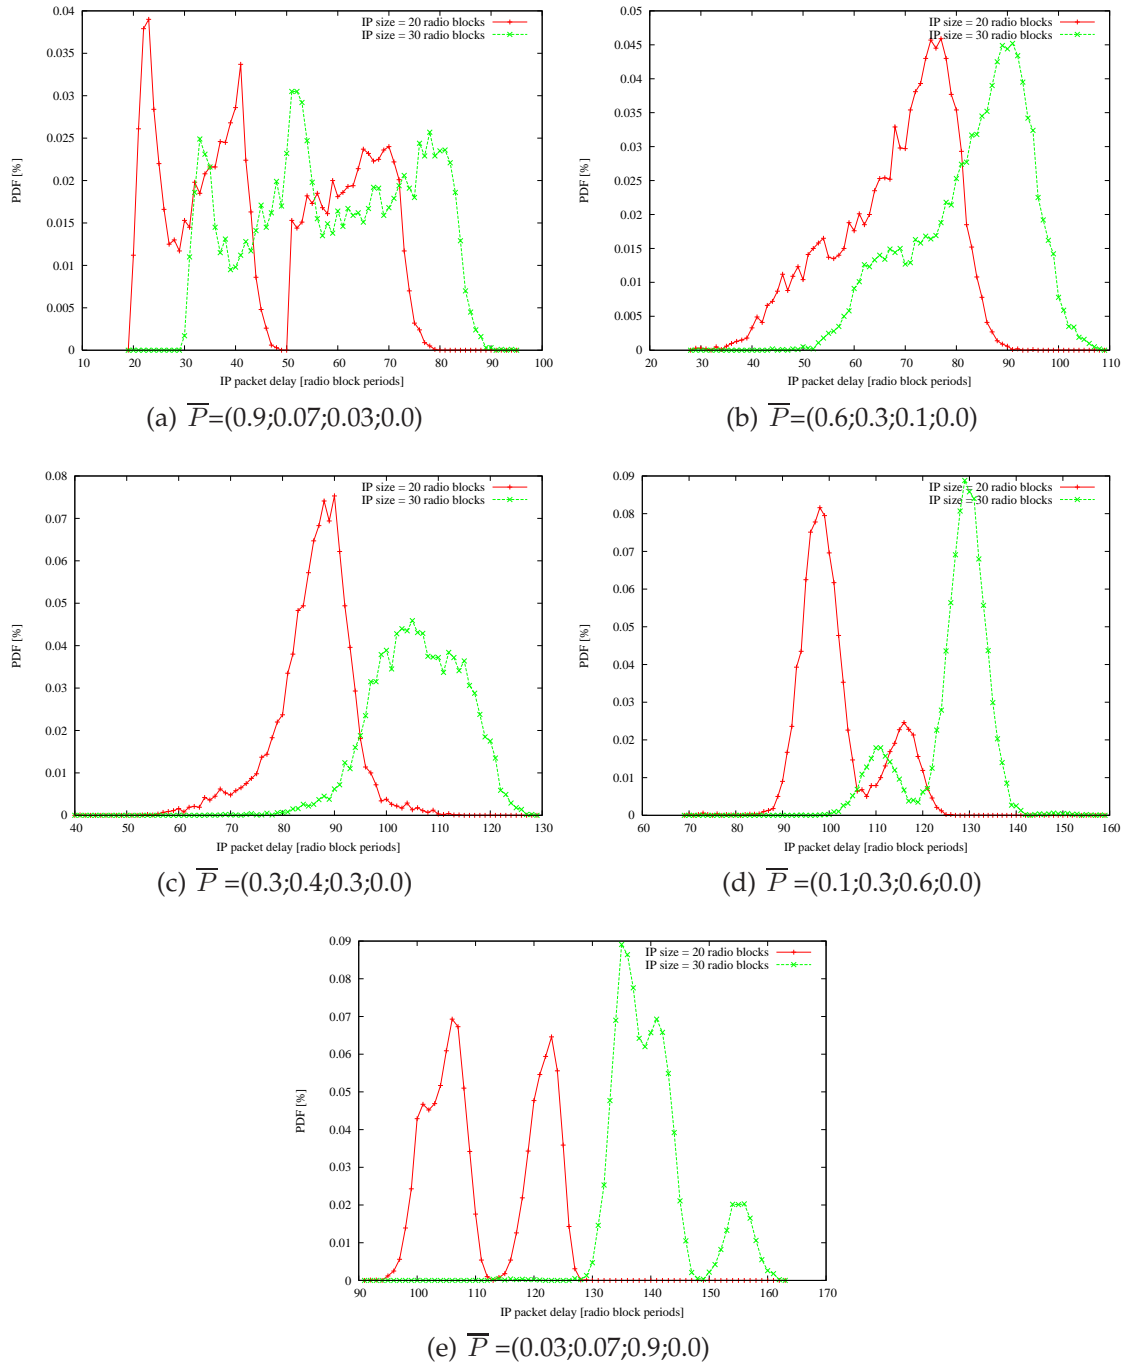 IP size = 20 radio blocks
IP size = 30 radio blocks
0.04
0.035
0.03
0.025
0.02
0.015
0.01
0.005
0
PDF [%]
10 20 30 40 50 60 70 80 90 100
IP packet delay [radio block periods]
(a) P=(0.9;0.07;0.03;0.0)
IP size = 20 radio blocks
IP size = 30 radio blocks
0.05
0.045
0.04
0.035
0.03
0.025
0.02
0.015
0.01
0.005
0
PDF [%]
20 30 40 50 60 70 80 90 100 110
IP packet delay [radio block periods]
(b) P=(0.6;0.3;0.1;0.0)
IP size = 20 radio blocks
IP size = 30 radio blocks
0.08
0.07
0.06
0.05
0.04
0.03
0.02
0.01
0
PDF [%]
40 50 60 70 80 90 100 110 120 130
IP packet delay [radio block periods]
(c) P =(0.3;0.4;0.3;0.0)
IP size = 20 radio blocks
IP size = 30 radio blocks
0.09
0.08
0.07
0.06
0.05
0.04
0.03
0.02
0.01
0
PDF [%]
60 70 80 90 100 110 120 130 140 150 160
IP packet delay [radio block periods]
(d) P =(0.1;0.3;0.6;0.0)
IP size = 20 radio blocks
IP size = 30 radio blocks
0.09
0.08
0.07
0.06
0.05
0.04
0.03
0.02
0.01
0
PDF [%]
90 100 110 120 130 140 150 160 170
IP packet delay [radio block periods]
(e) P =(0.03;0.07;0.9;0.0)